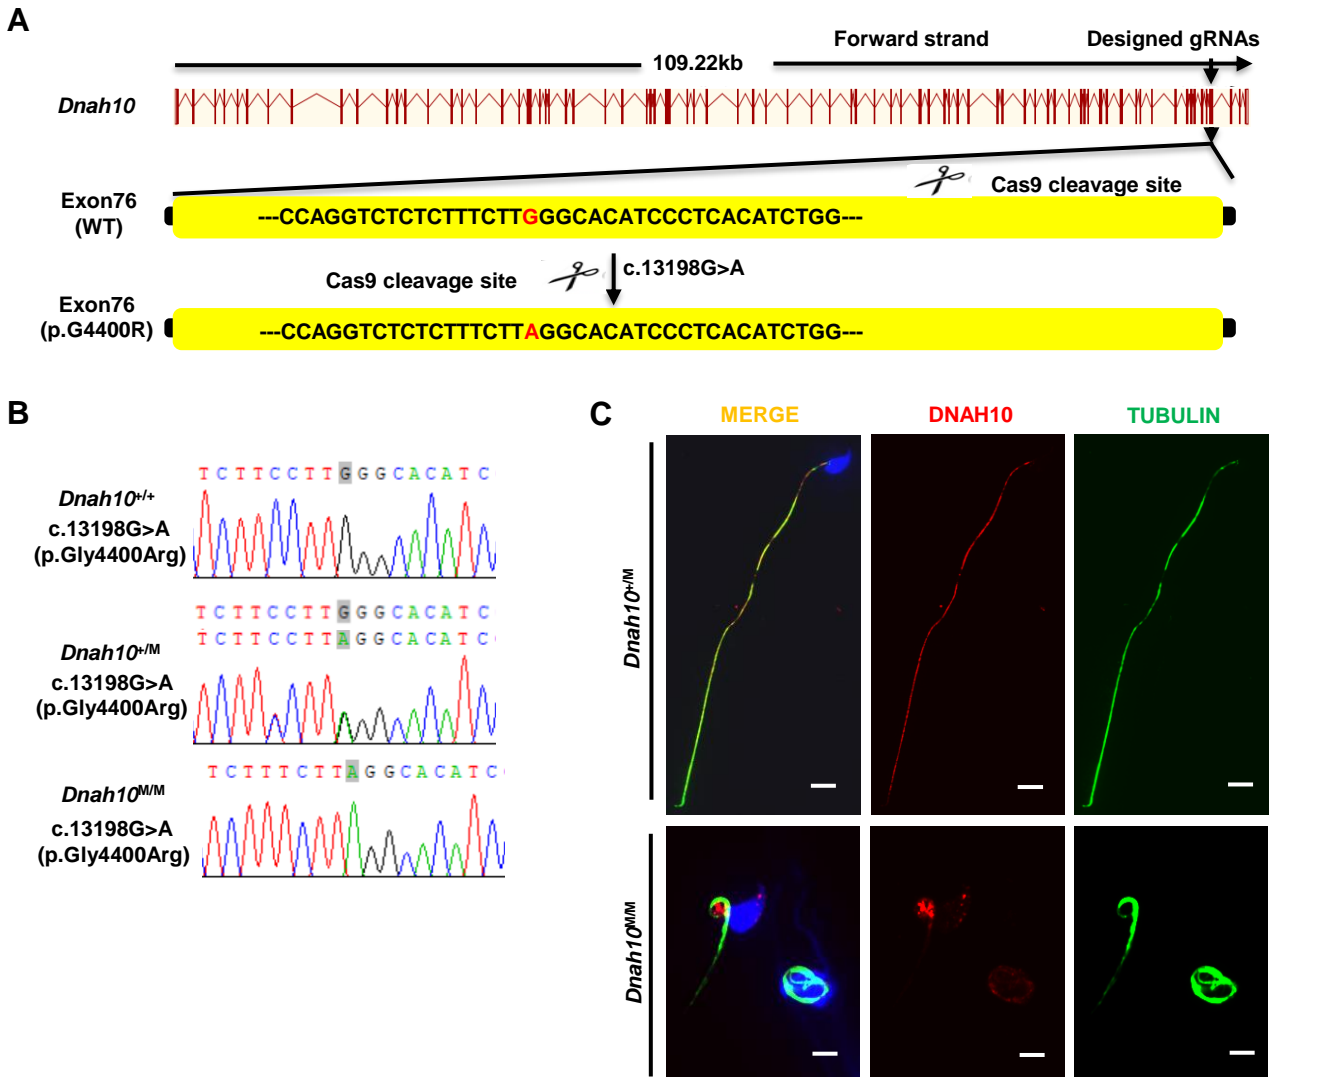 A
Forward strand
Designed gRNAs
109.22kb
Dnah10
Cas9 cleavage site
Exon76
(WT)
---CCAGGTCTCTCTTTCTTGGGCACATCCCTCACATCTGG---
Cas9 cleavage site
c.13198G>A
Exon76
(p.G4400R)
---CCAGGTCTCTCTTTCTTAGGCACATCCCTCACATCTGG---
B
TCTTCCTTGGGCACATC
Dnah10+/+
c.13198G>A
(p.Gly4400Arg)
TCTTCCTTGGGCACATC
TCTTCCTTAGGCACATC
Dnah10+/M
c.13198G>A
(p.Gly4400Arg)
TCTTTCTTAGGCACATC
Dnah10M/M
c.13198G>A
(p.Gly4400Arg)
C
MERGE
DNAH10
TUBULIN
Dnah10+/M
Dnah10M/M